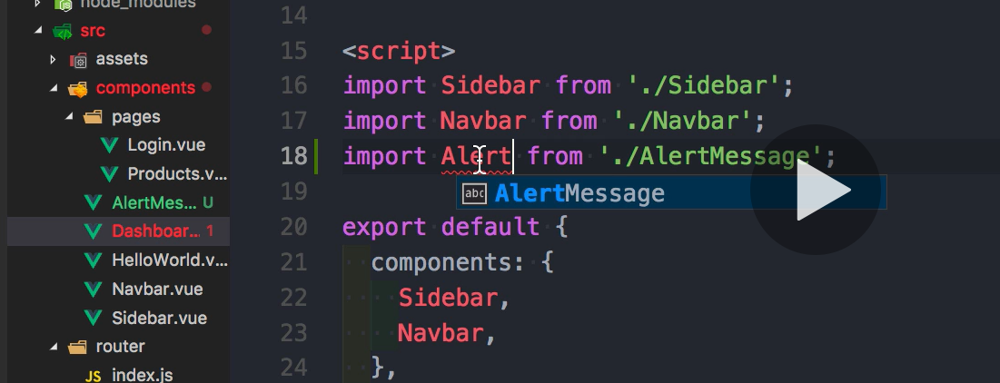 node_modules
src
assets
components
pages
Login.vue
Products.v...
AlertMes... U
Dashboar... 1
HelloWorld.v...
Navbar.vue
Sidebar.vue
router
JS index.js
14
15 <script>
16 import Sidebar from './Sidebar';
17 import Navbar from './Navbar';
18 import Alert from './AlertMessage';
abc AlertMessage
19
20 export default {
21 components: {
22 Sidebar,
23 Navbar,
24 },